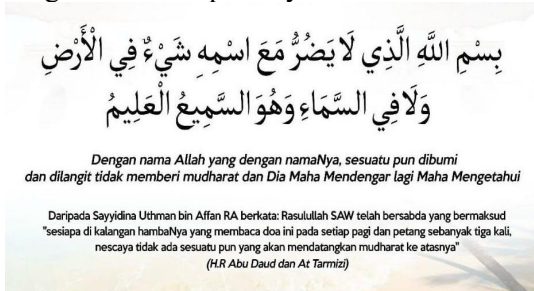 بِسْمِ اللَّهِ الَّذِي لَا يَضُرُّ مَعَ اسْمِهِ شَيْءٌ فِي الْأَرْضِ
وَلَا فِي السَّمَاءِ وَهُوَ السَّمِيعُ الْعَلِيمُ
Dengan nama Allah yang dengan namaNya, sesuatu pun dibumi
dan dilangit tidak memberi mudharat dan Dia Maha Mendengar lagi Maha Mengetahui
Daripada Sayyidina Uthman bin Affan RA berkata: Rasulullah SAW telah bersabda yang bermaksud
"sesiapa di kalangan hambaNya yang membaca doa ini pada setiap pagi dan petang sebanyak tiga kali,
nescaya tidak ada sesuatu pun yang akan mendatangkan mudharat ke atasnya"
(H.R Abu Daud dan At Tarmizi)